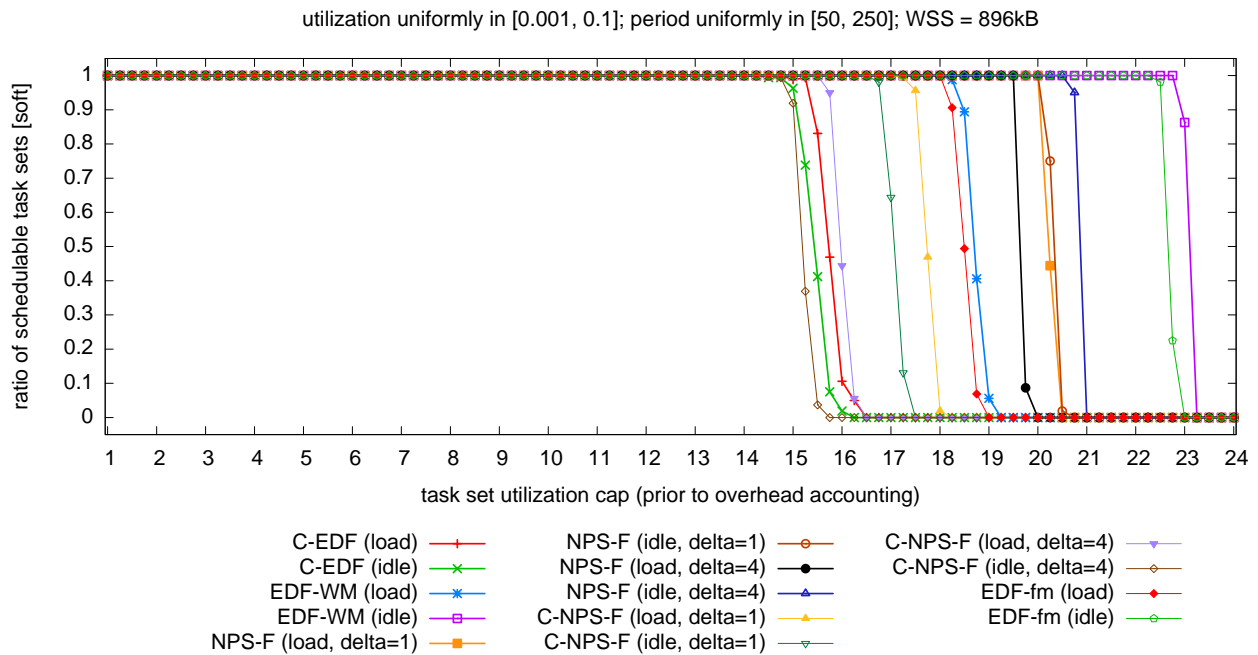 utilization uniformly in [0.001, 0.1]; period uniformly in [50, 250]; WSS = 896kB
ratio of schedulable task sets [soft]
1
0.9
0.8
0.7
0.6
0.5
0.4
0.3
0.2
0.1
0
1 2 3 4 5 6 7 8 9 10 11 12 13 14 15 16 17 18 19 20 21 22 23 24
task set utilization cap (prior to overhead accounting)
C-EDF (load)
C-EDF (idle)
EDF-WM (load)
EDF-WM (idle)
NPS-F (load, delta=1)
NPS-F (idle, delta=1)
NPS-F (load, delta=4)
NPS-F (idle, delta=4)
C-NPS-F (load, delta=1)
C-NPS-F (idle, delta=1)
C-NPS-F (load, delta=4)
C-NPS-F (idle, delta=4)
EDF-fm (load)
EDF-fm (idle)